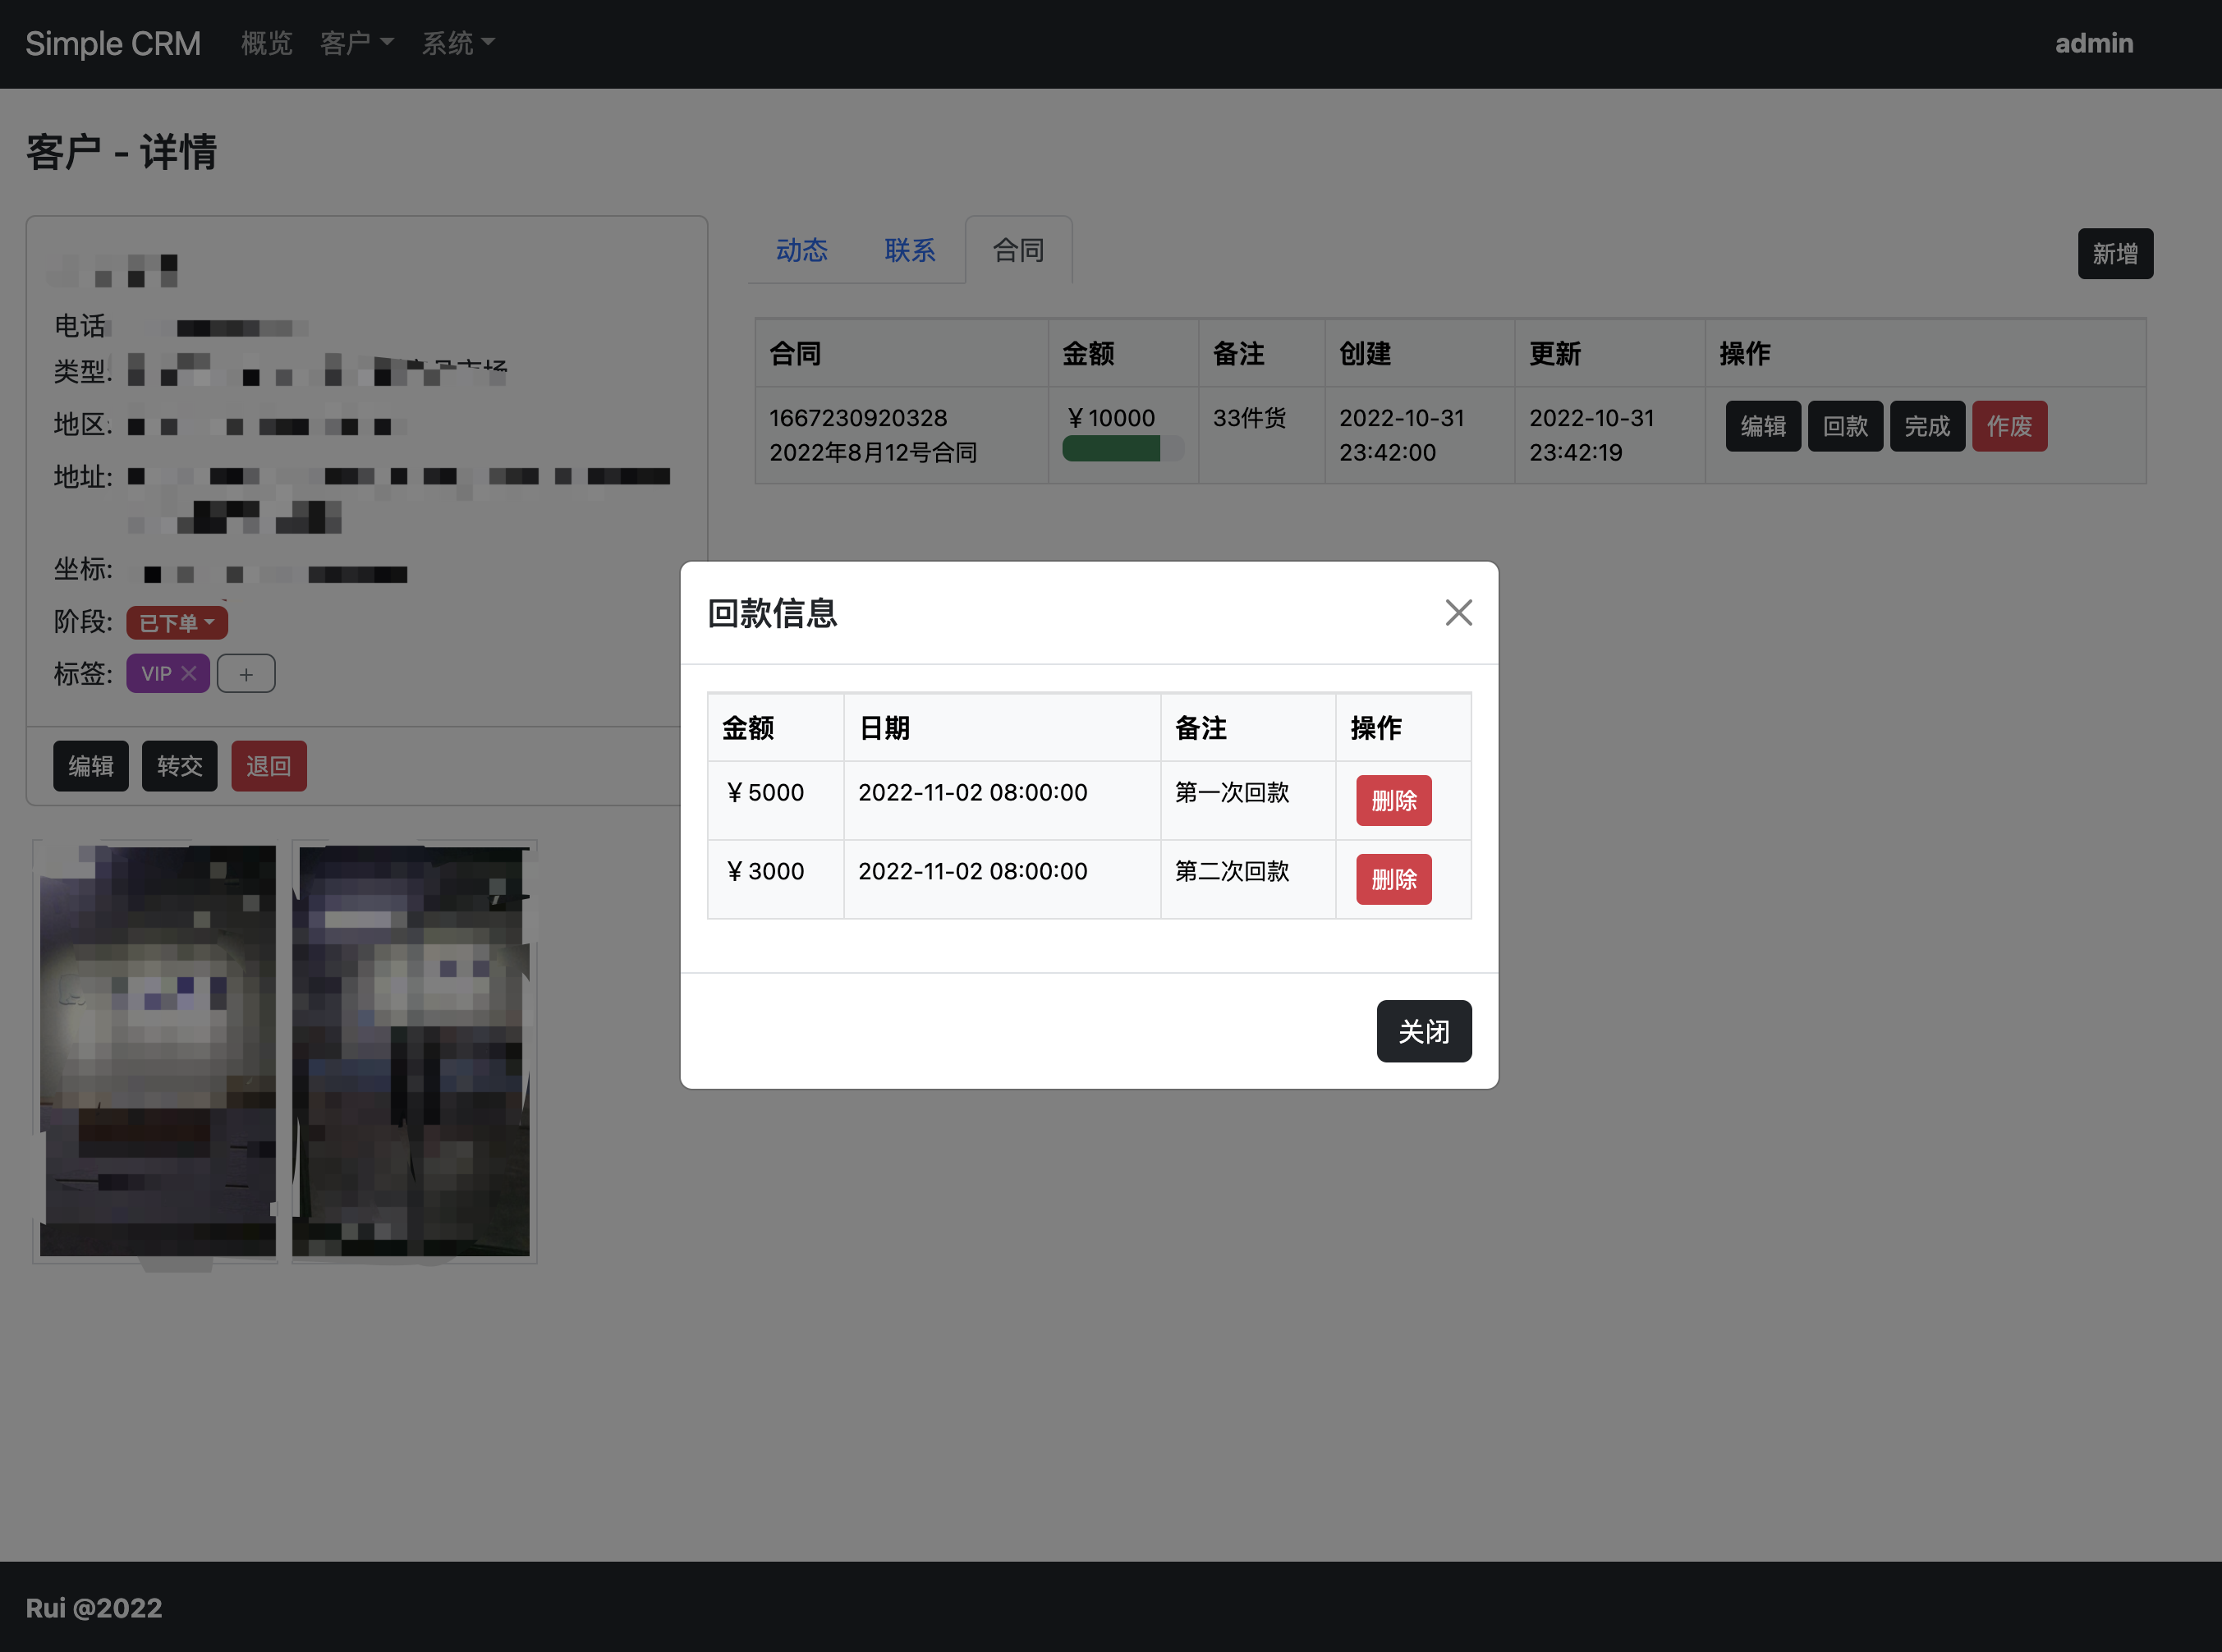 Simple CRM 概览 客户 系统 admin
客户 - 详情
电话
类型:
地区:
地址:
坐标:
阶段: 已下单
标签: VIP +
编辑 转交 退回
动态 联系 合同 新增
合同 金额 备注 创建 更新 操作
1667230920328 ￥10000 33件货 2022-10-31 2022-10-31 编辑 回款 完成 作废
2022年8月12号合同 23:42:00 23:42:19
回款信息
金额 日期 备注 操作
￥5000 2022-11-02 08:00:00 第一次回款 删除
￥3000 2022-11-02 08:00:00 第二次回款 删除
关闭
Rui @2022